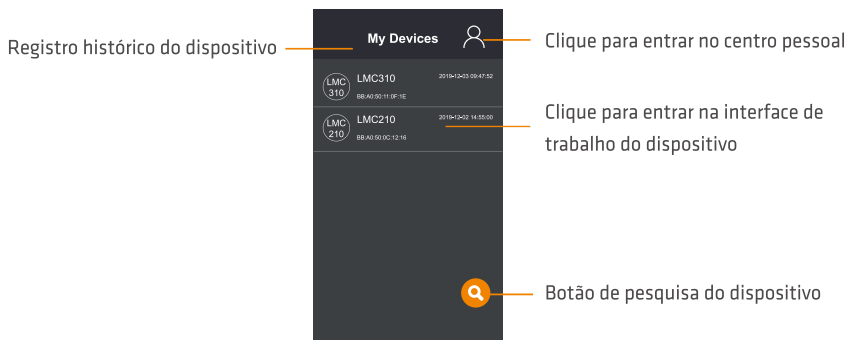 Registro histórico do dispositivo
My Devices
Clique para entrar no centro pessoal
LMC
310
LMC310
2019-12-03 09:47:52
BB:A0:50:11:0F:1E
LMC
210
LMC210
2019-12-02 14:55:00
BB:A0:50:0C:12:16
Clique para entrar na interface de
trabalho do dispositivo
Botão de pesquisa do dispositivo